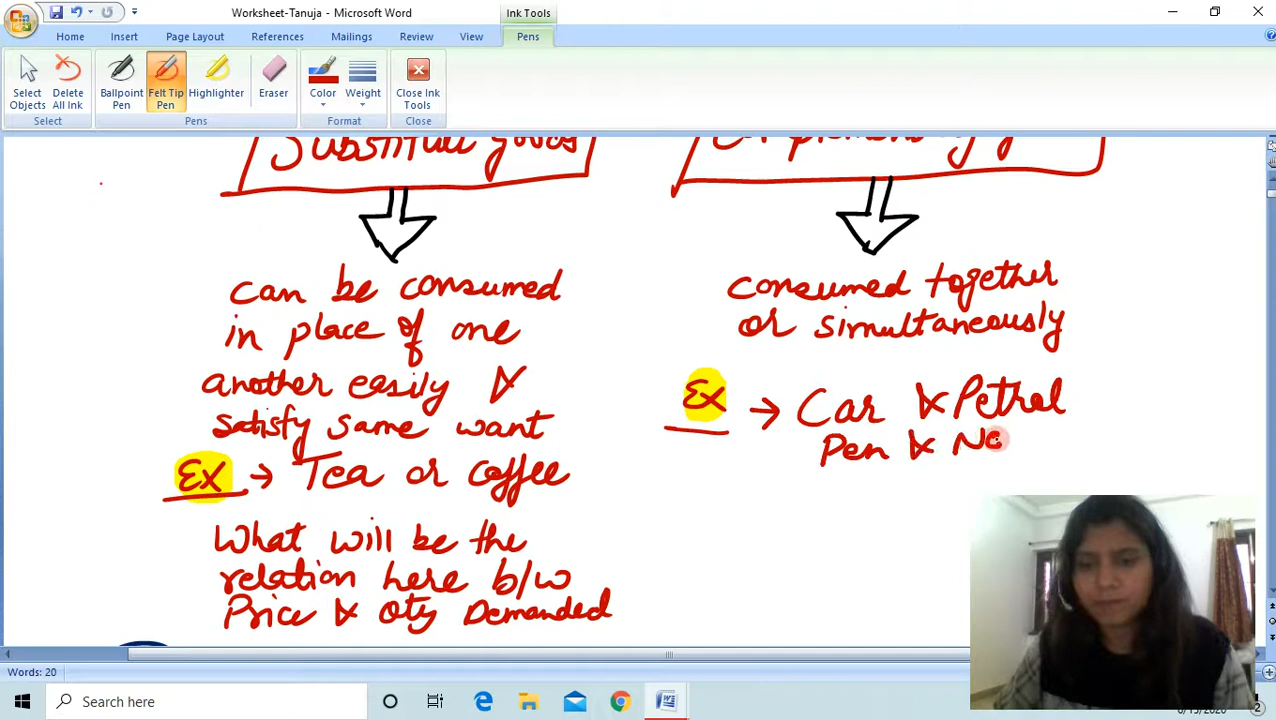 Worksheet-Tanuja - Microsoft Word
Ink Tools
Home Insert Page Layout References Mailings Review View Pens
Select Objects
Delete All Ink
Ballpoint Pen
Felt Tip Pen
Highlighter
Eraser
Color
Weight
Close Ink Tools
Select Pens Format Close
Substitute goods
can be consumed
in place of one
another easily &
satisfy same want
Ex → Tea or coffee
What will be the
relation here b/w
Price & Qty Demanded
Consumed together
or simultaneously
Ex → Car & Petrol
Pen & No
Words: 20
Search here